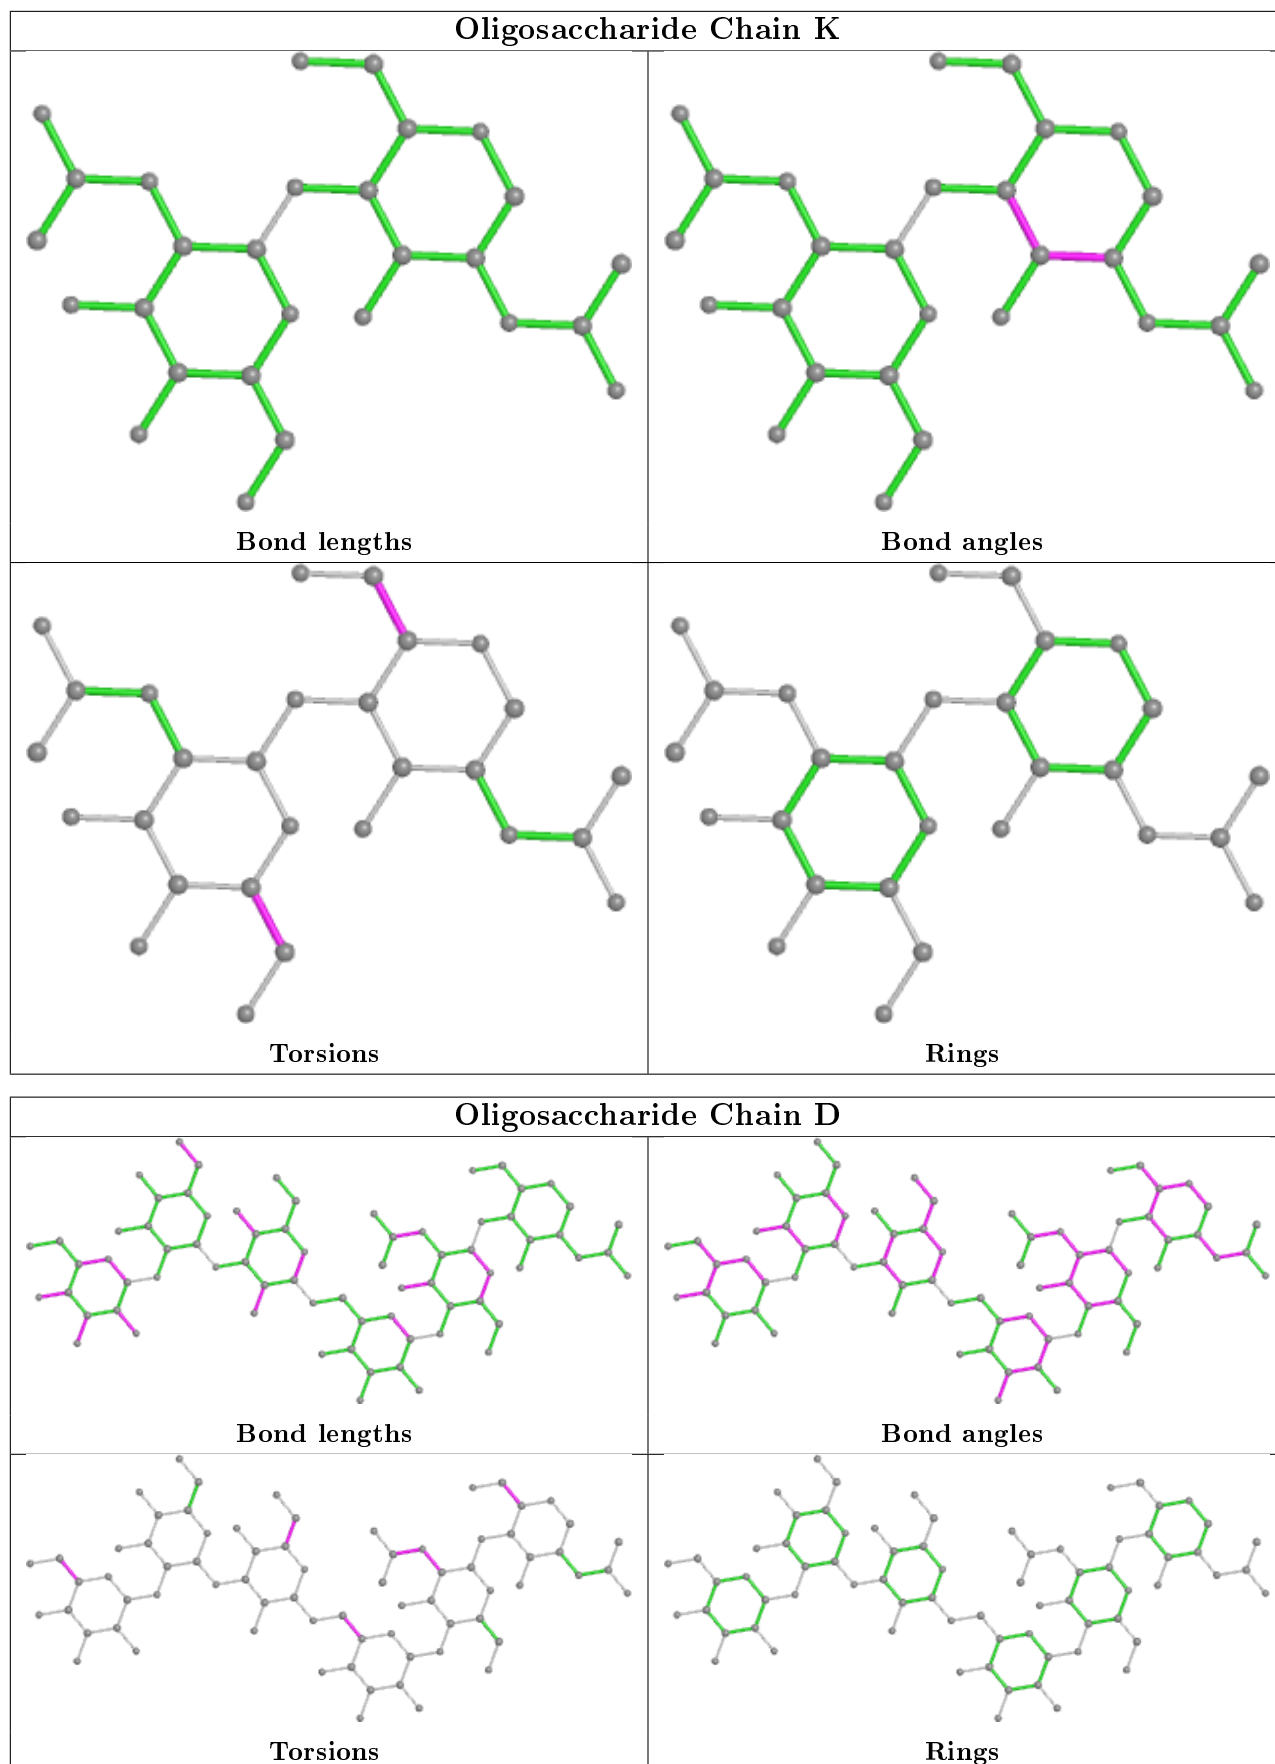 Oligosaccharide Chain K
Bond lengths
Bond angles
Torsions
Rings
Oligosaccharide Chain D
Bond lengths
Bond angles
Torsions
Rings